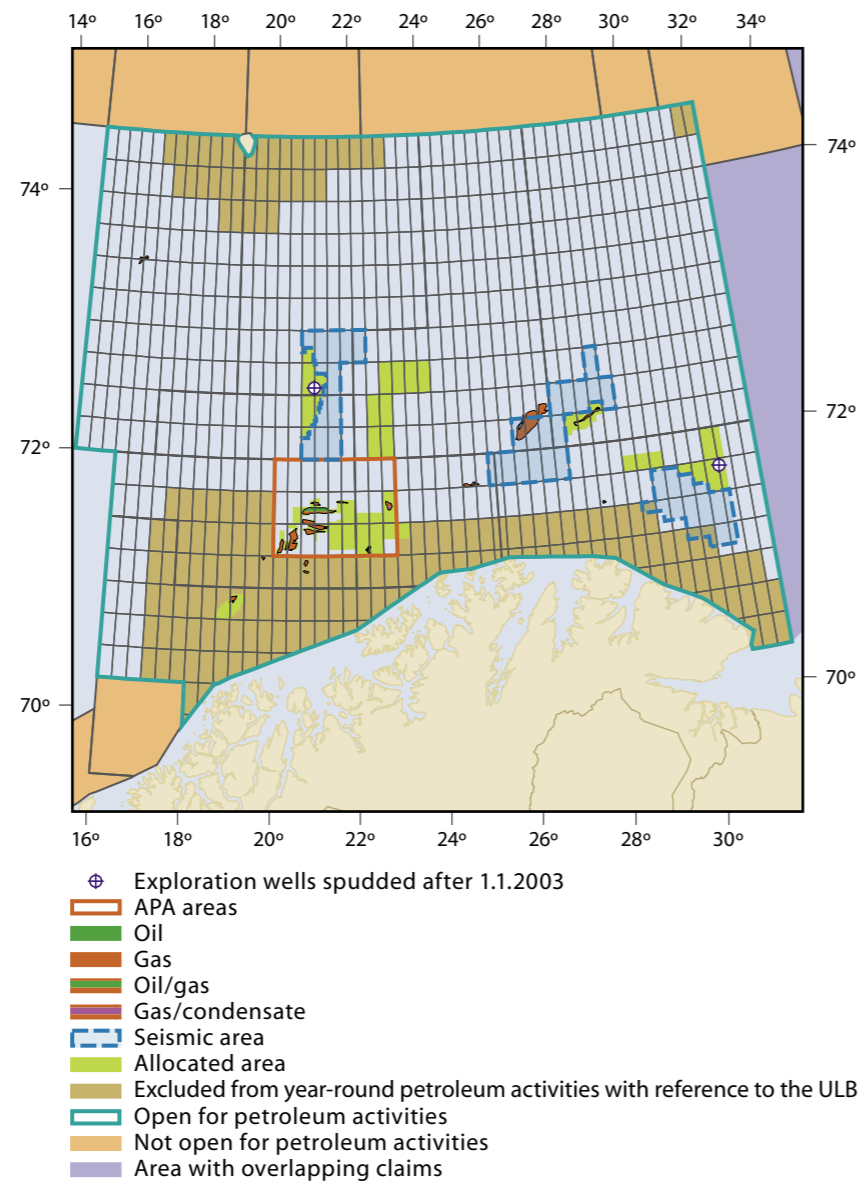 14º 16º 18º 20º 22º 24º 26º 28º 30º 32º 34º
74º
74º
72º
72º
70º
70º
16º 18º 20º 22º 24º 26º 28º 30º
Exploration wells spudded after 1.1.2003
APA areas
Oil
Gas
Oil/gas
Gas/condensate
Seismic area
Allocated area
Excluded from year-round petroleum activities with reference to the ULB
Open for petroleum activities
Not open for petroleum activities
Area with overlapping claims